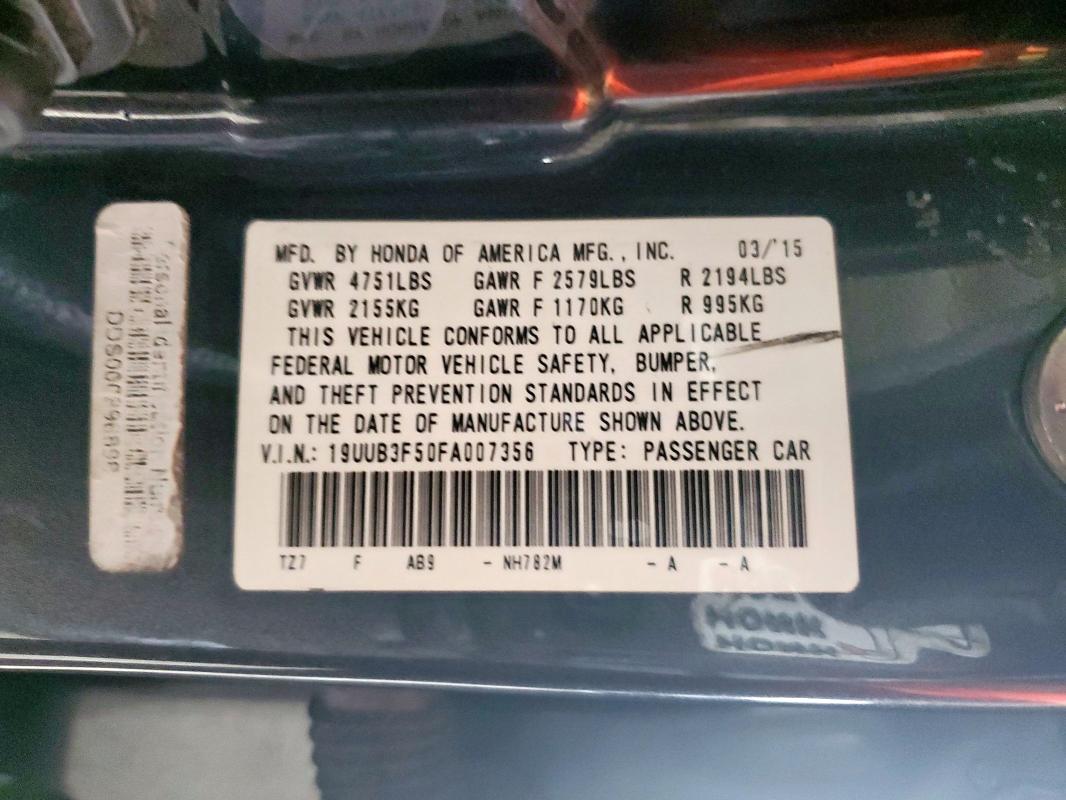 MFD. BY HONDA OF AMERICA MFG., INC. 03/'15
GVWR 4751LBS GAWR F 2579LBS R 2194LBS
GVWR 2155KG GAWR F 1170KG R 995KG
THIS VEHICLE CONFORMS TO ALL APPLICABLE
FEDERAL MOTOR VEHICLE SAFETY, BUMPER,
AND THEFT PREVENTION STANDARDS IN EFFECT
ON THE DATE OF MANUFACTURE SHOWN ABOVE.
V.I.N.: 19UUB3F50FA007356 TYPE: PASSENGER CAR
TZ7 F AB9 - NH782M - A - A